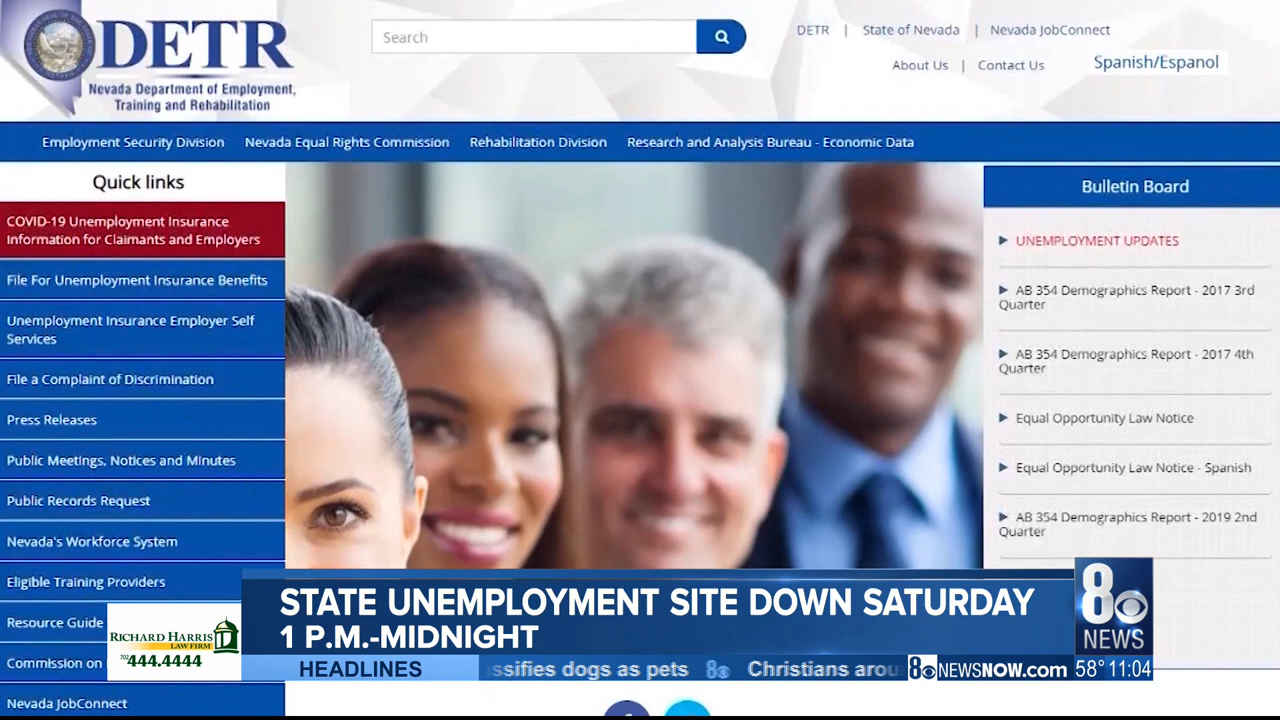 DETR
Nevada Department of Employment,
Training and Rehabilitation
Search
DETR | State of Nevada | Nevada JobConnect
About Us | Contact Us
Spanish/Espanol
Employment Security Division
Nevada Equal Rights Commission
Rehabilitation Division
Research and Analysis Bureau - Economic Data
Quick links
COVID-19 Unemployment Insurance
Information for Claimants and Employers
File For Unemployment Insurance Benefits
Unemployment Insurance Employer Self
Services
File a Complaint of Discrimination
Press Releases
Public Meetings, Notices and Minutes
Public Records Request
Nevada's Workforce System
Eligible Training Providers
Resource Guide
Commission on
Nevada JobConnect
Bulletin Board
UNEMPLOYMENT UPDATES
AB 354 Demographics Report - 2017 3rd
Quarter
AB 354 Demographics Report - 2017 4th
Quarter
Equal Opportunity Law Notice
Equal Opportunity Law Notice - Spanish
AB 354 Demographics Report - 2019 2nd
Quarter
STATE UNEMPLOYMENT SITE DOWN SATURDAY
1 P.M.-MIDNIGHT
8
NEWS
RICHARD HARRIS
LAW FIRM
702 444.4444
HEADLINES
ssifies dogs as pets 8 Christians arou
8 NEWSNOW.com 58° 11:04